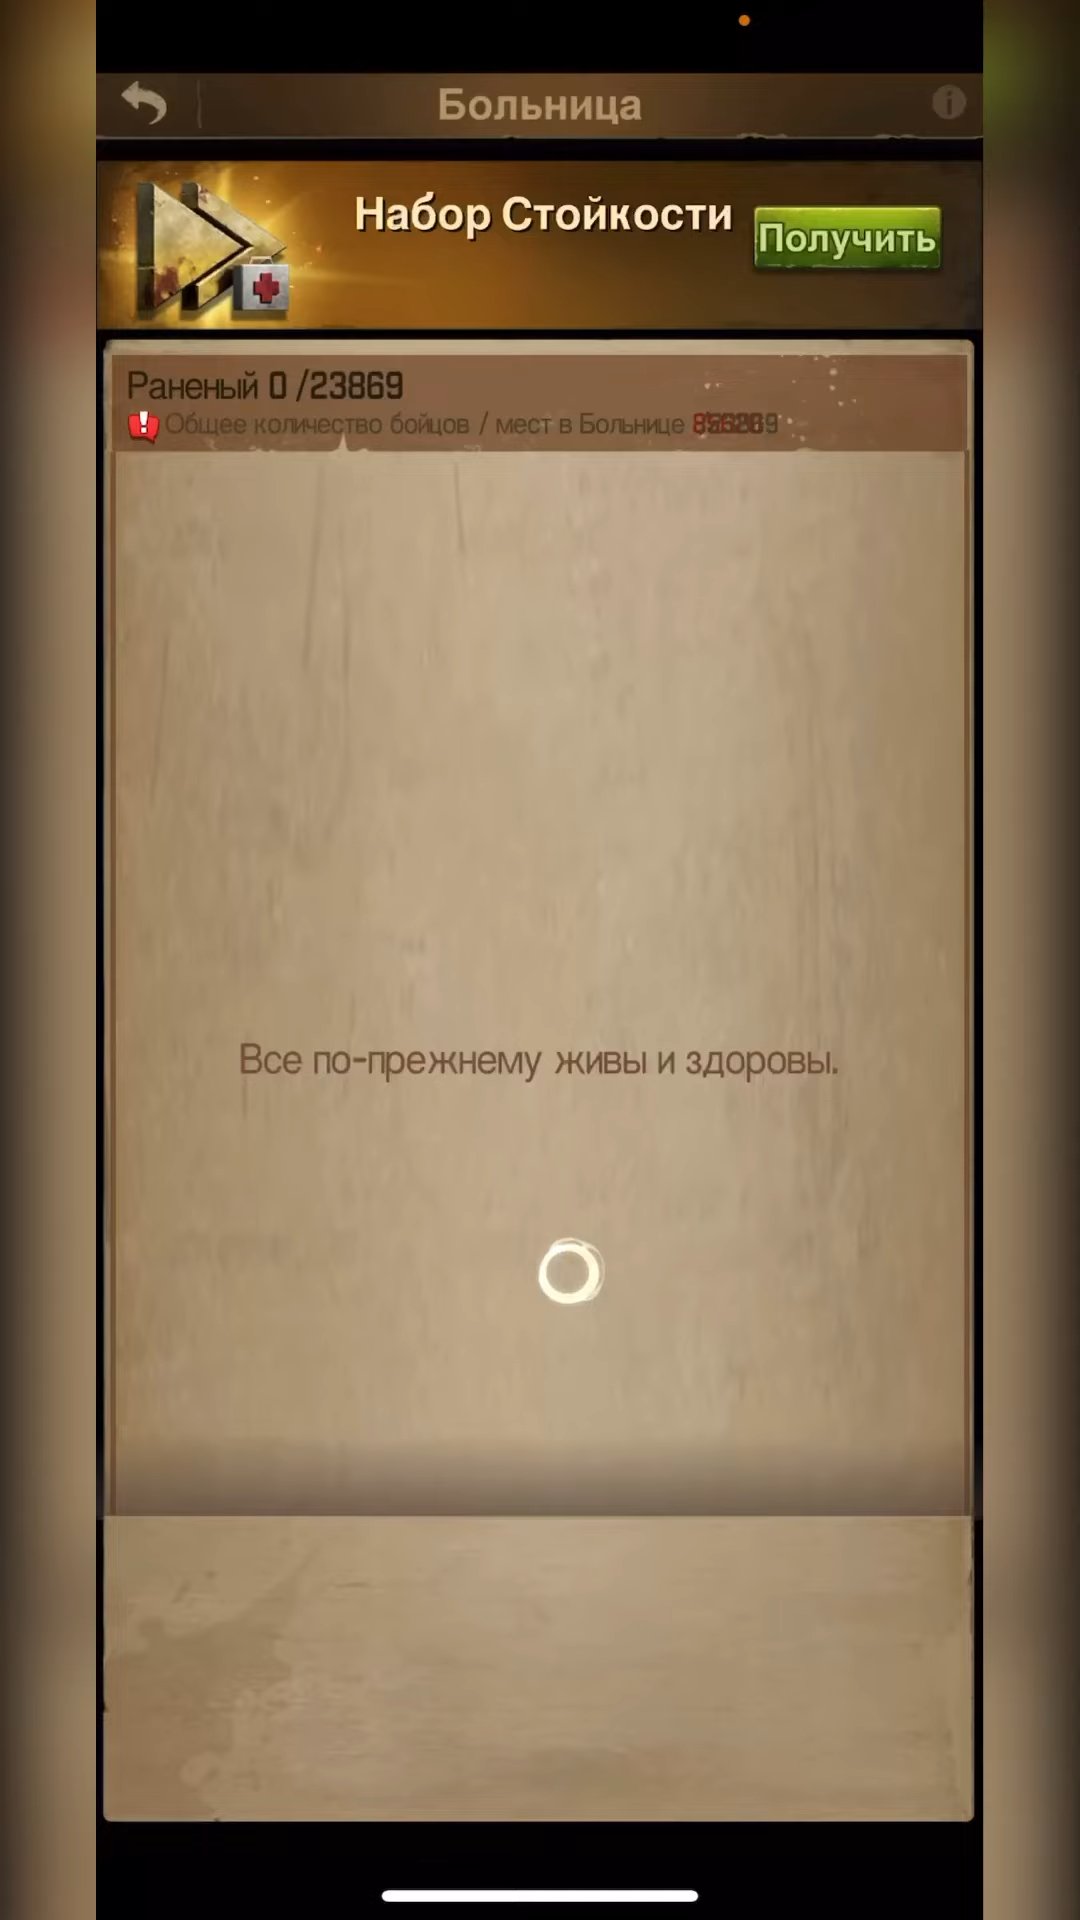 Больница
Набор Стойкости
Получить
Раненый 0 /23869
Общее количество бойцов / мест в Больнице
Все по-прежнему живы и здоровы.